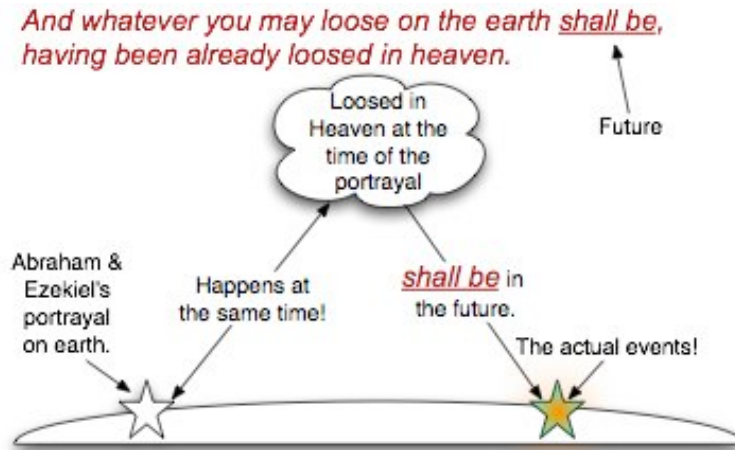 And whatever you may loose on the earth shall be,
having been already loosed in heaven.
Loosed in
Heaven at the
time of the
portrayal
Future
Abraham &
Ezekiel's
portrayal
on earth.
Happens at
the same time!
shall be in
the future.
The actual events!